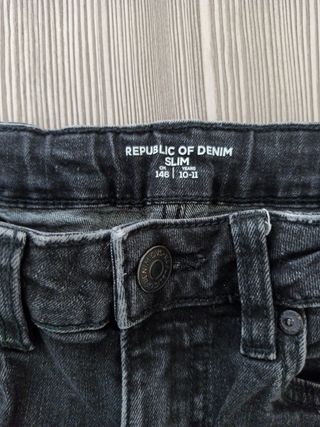 REPUBLIC OF DENIM
SLIM
CM YEARS
146 | 10-11